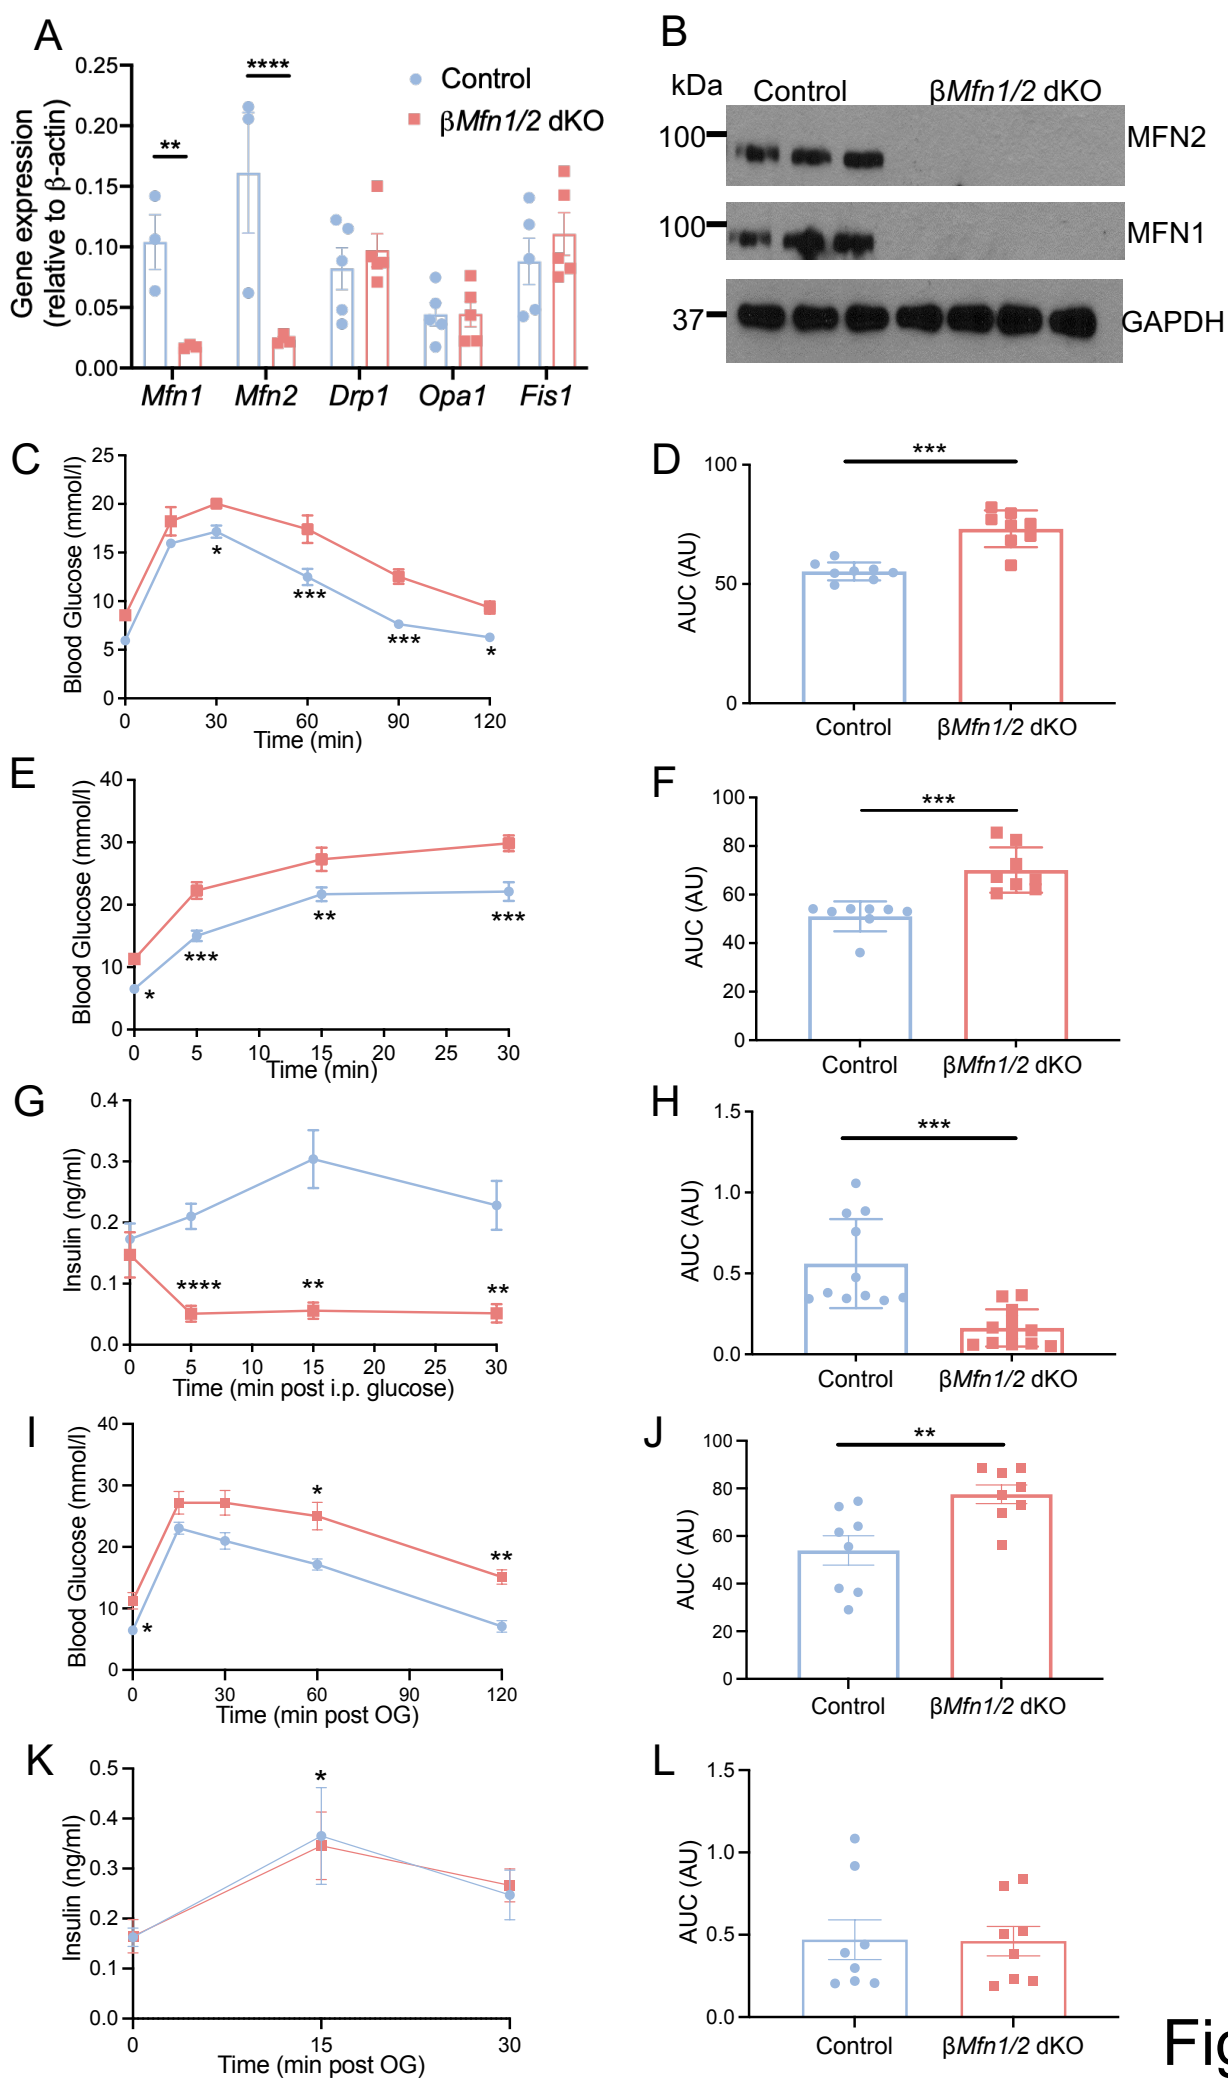 A
0.25
0.20
0.15
0.10
0.05
0.00
Gene expression
(relative to β-actin)
**
****
Control
βMfn1/2 dKO
Mfn1
Mfn2
Drp1
Opa1
Fis1
B
kDa
Control
βMfn1/2 dKO
100
MFN2
100
MFN1
37
GAPDH
C
25
20
15
10
5
0
Blood Glucose (mmol/l)
*
***
***
*
0
30
60
90
120
Time (min)
D
***
100
50
0
AUC (AU)
Control
βMfn1/2 dKO
E
40
30
20
10
0
Blood Glucose (mmol/l)
*
***
**
***
0
5
10
15
20
25
30
Time (min)
F
***
100
80
60
40
20
0
AUC (AU)
Control
βMfn1/2 dKO
G
0.4
0.3
0.2
0.1
0.0
Insulin (ng/ml)
****
**
**
0
5
10
15
20
25
30
Time (min post i.p. glucose)
H
***
1.5
1.0
0.5
0.0
AUC (AU)
Control
βMfn1/2 dKO
I
40
30
20
10
0
Blood Glucose (mmol/l)
*
*
**
0
30
60
90
120
Time (min post OG)
J
**
100
80
60
40
20
0
AUC (AU)
Control
βMfn1/2 dKO
K
0.5
0.4
0.3
0.2
0.1
0.0
Insulin (ng/ml)
*
0
15
30
Time (min post OG)
L
1.5
1.0
0.5
0.0
AUC (AU)
Control
βMfn1/2 dKO